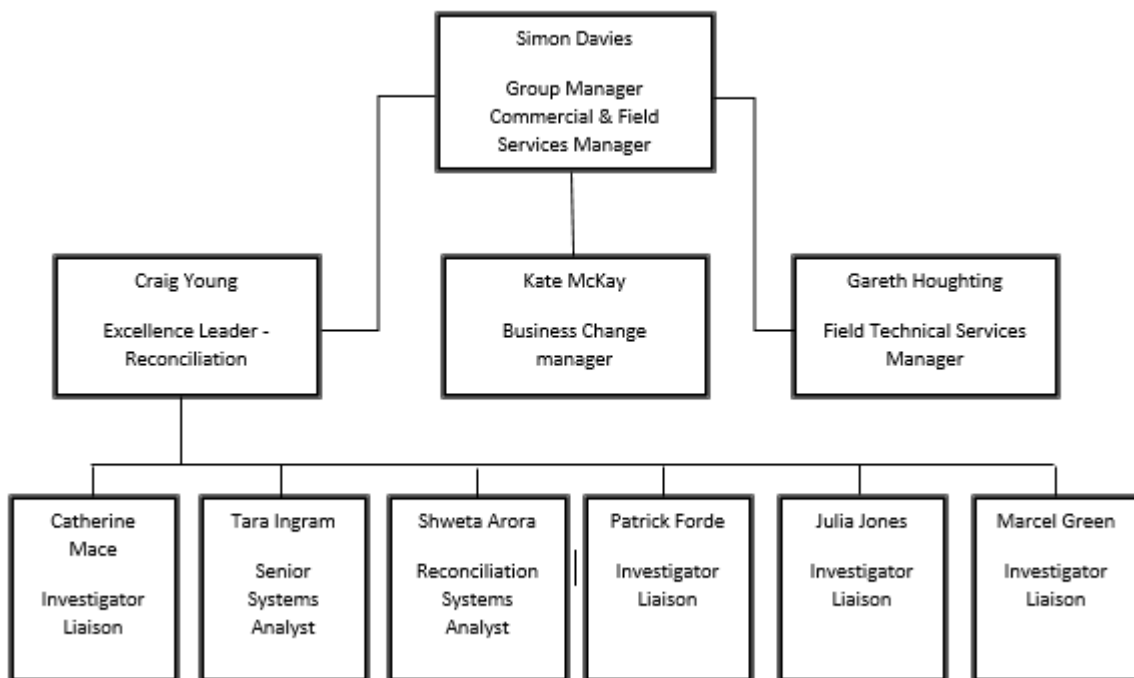 Simon Davies
Group Manager
Commercial & Field
Services Manager
Craig Young
Excellence Leader -
Reconciliation
Kate McKay
Business Change
manager
Gareth Houghting
Field Technical Services
Manager
Catherine
Mace
Investigator
Liaison
Tara Ingram
Senior
Systems
Analyst
Shweta Arora
Reconciliation
Systems
Analyst
Patrick Forde
Investigator
Liaison
Julia Jones
Investigator
Liaison
Marcel Green
Investigator
Liaison